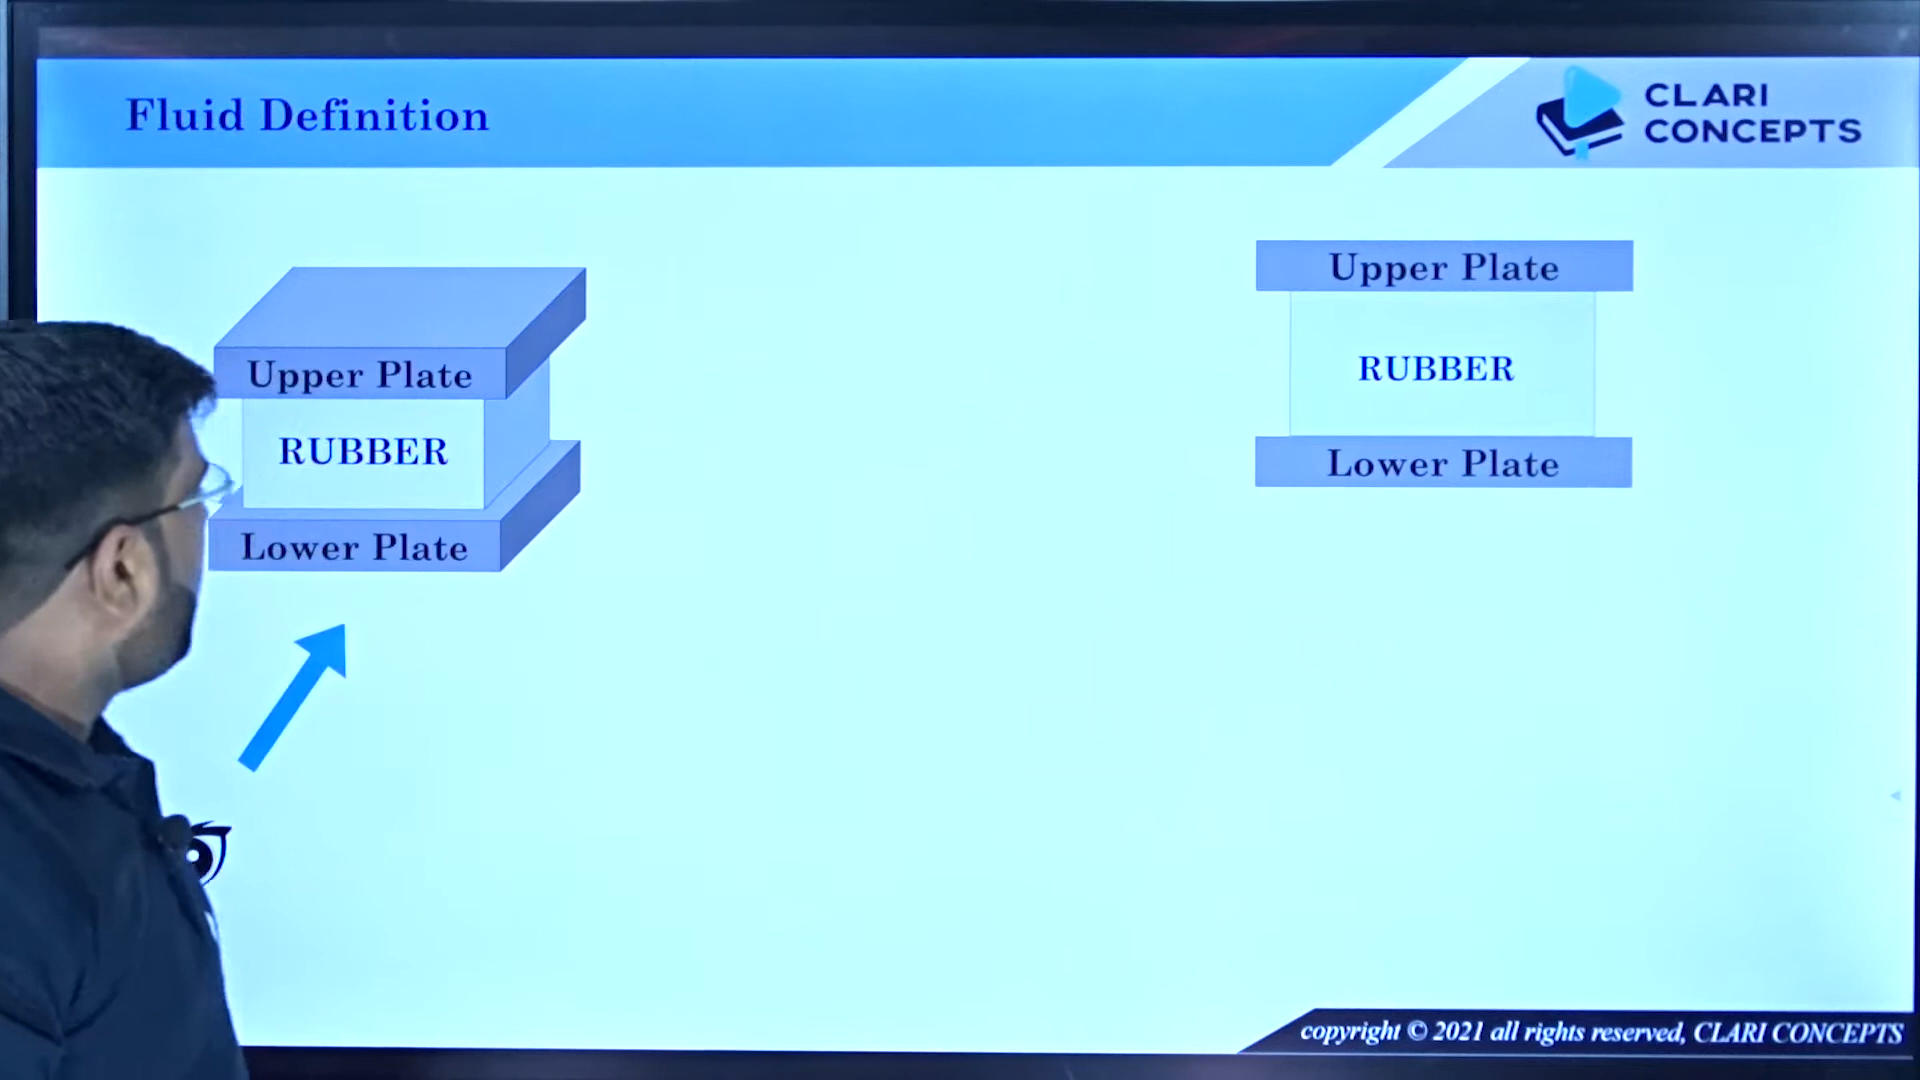 Fluid Definition
CLARI
CONCEPTS
Upper Plate
RUBBER
Lower Plate
Upper Plate
RUBBER
Lower Plate
copyright © 2021 all rights reserved, CLARI CONCEPTS